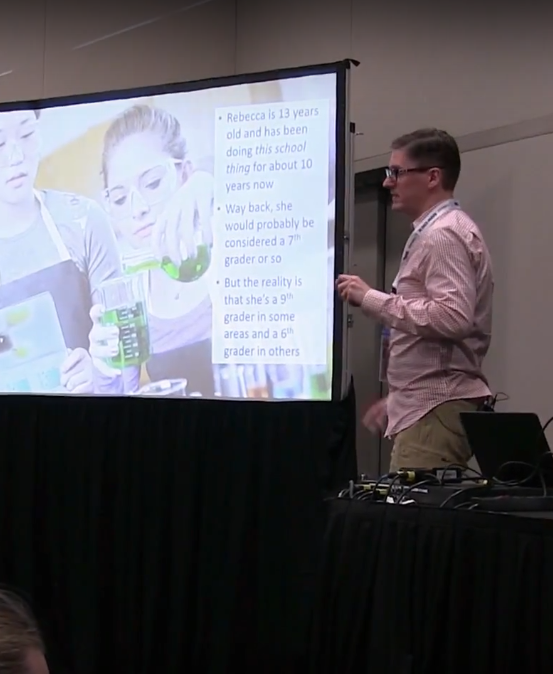 • Rebecca is 13 years
old and has been
doing this school
thing for about 10
years now
• Way back, she
would probably be
considered a 7th
grader or so
• But the reality is
that she's a 9th
grader in some
areas and a 6th
grader in others